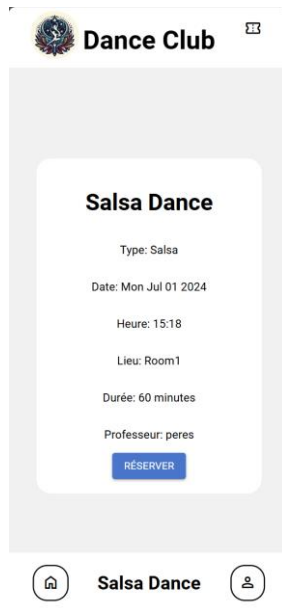 Dance Club
Salsa Dance
Type: Salsa
Date: Mon Jul 01 2024
Heure: 15:18
Lieu: Room1
Durée: 60 minutes
Professeur: peres
RÉSERVER
Salsa Dance